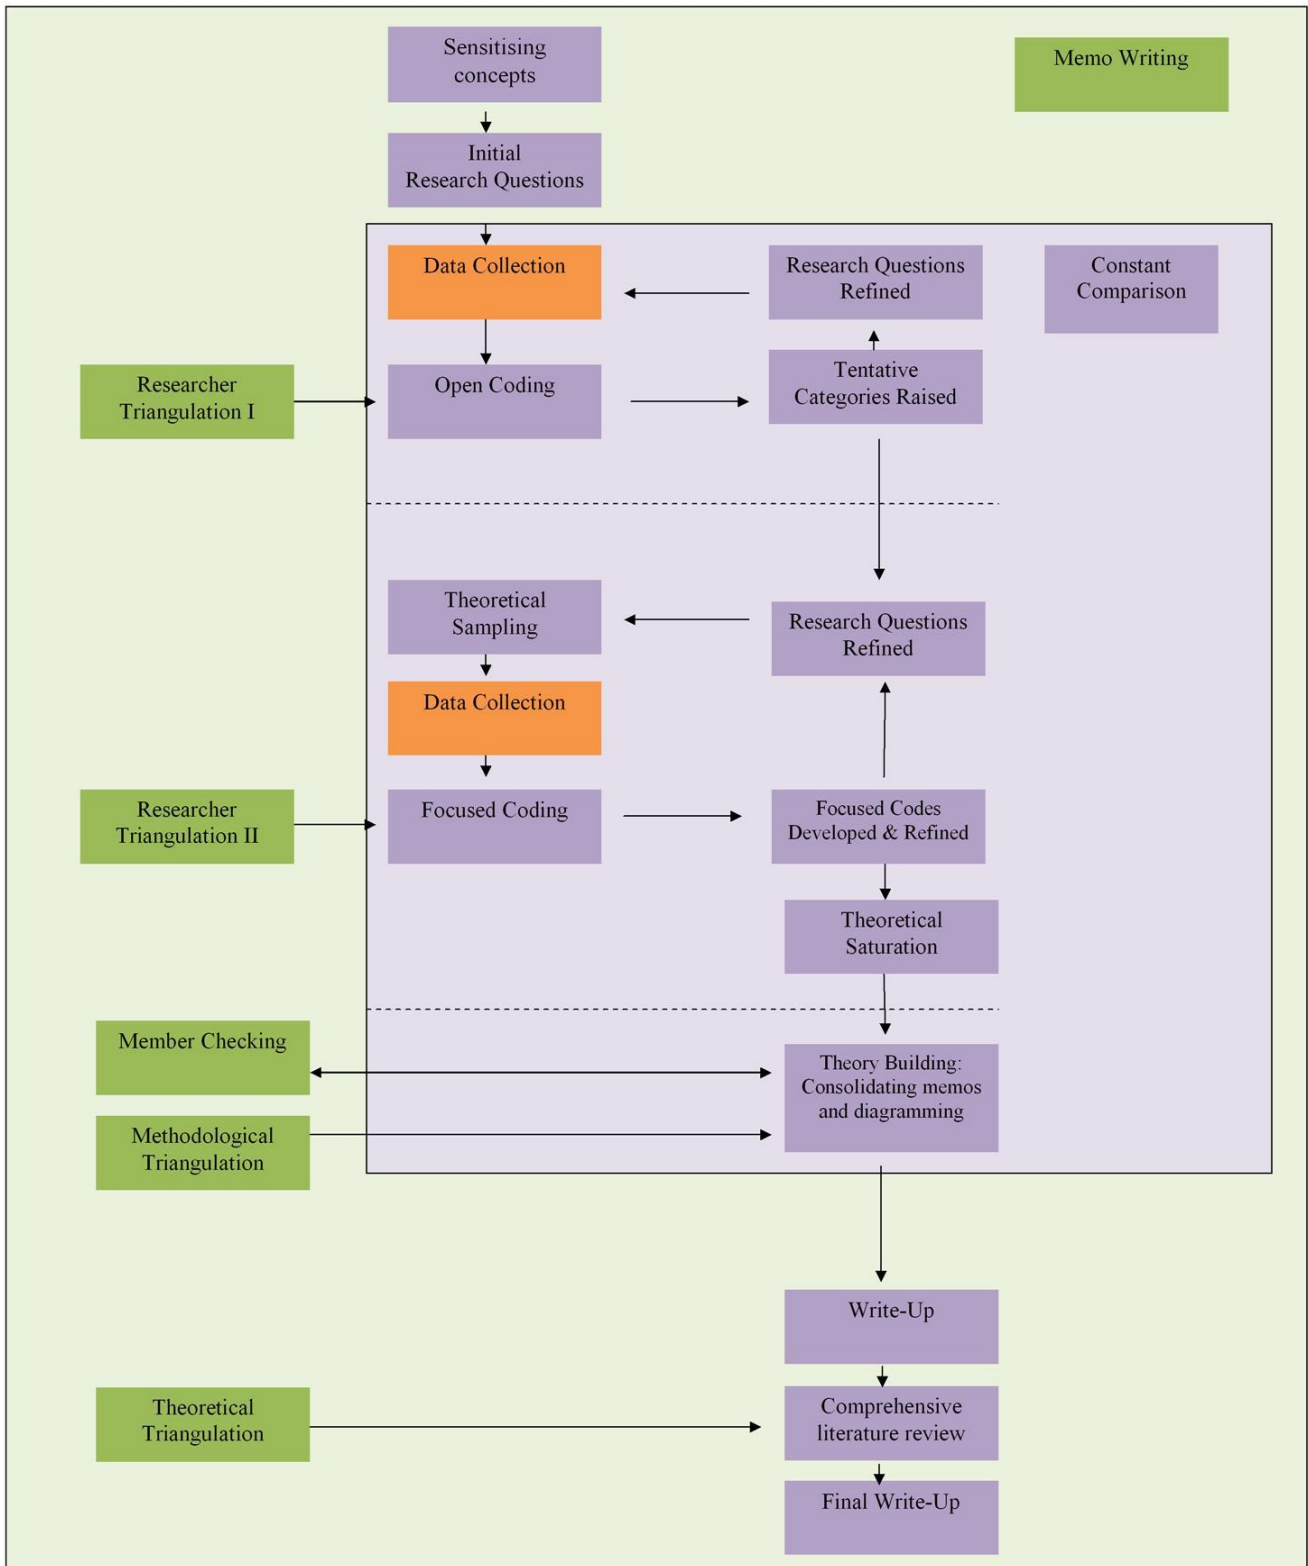 Sensitising
concepts
Memo Writing
Initial
Research Questions
Data Collection
Research Questions
Refined
Constant
Comparison
Researcher
Triangulation I
Open Coding
Tentative
Categories Raised
Theoretical
Sampling
Research Questions
Refined
Data Collection
Researcher
Triangulation II
Focused Coding
Focused Codes
Developed & Refined
Theoretical
Saturation
Member Checking
Theory Building:
Consolidating memos
and diagramming
Methodological
Triangulation
Write-Up
Theoretical
Triangulation
Comprehensive
literature review
Final Write-Up